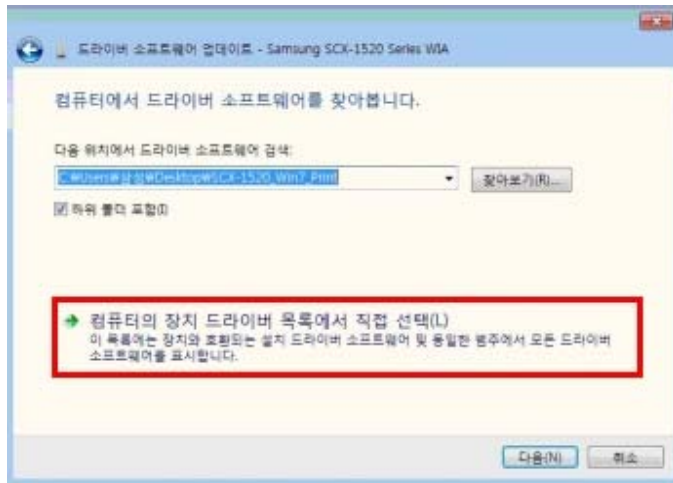 드라이버 소프트웨어 업데이트 - Samsung SCX-1520 Series WIA
컴퓨터에서 드라이버 소프트웨어를 찾아봅니다.
다음 위치에서 드라이버 소프트웨어 검색:
C:₩Users₩삼성₩Desktop₩SCX-1520_Win7_Print
찾아보기(R)...
하위 폴더 포함(I)
컴퓨터의 장치 드라이버 목록에서 직접 선택(L)
이 목록에는 장치와 호환되는 설치 드라이버 소프트웨어 및 동일한 범주에서 모든 드라이버
소프트웨어를 표시합니다.
다음(N)
취소